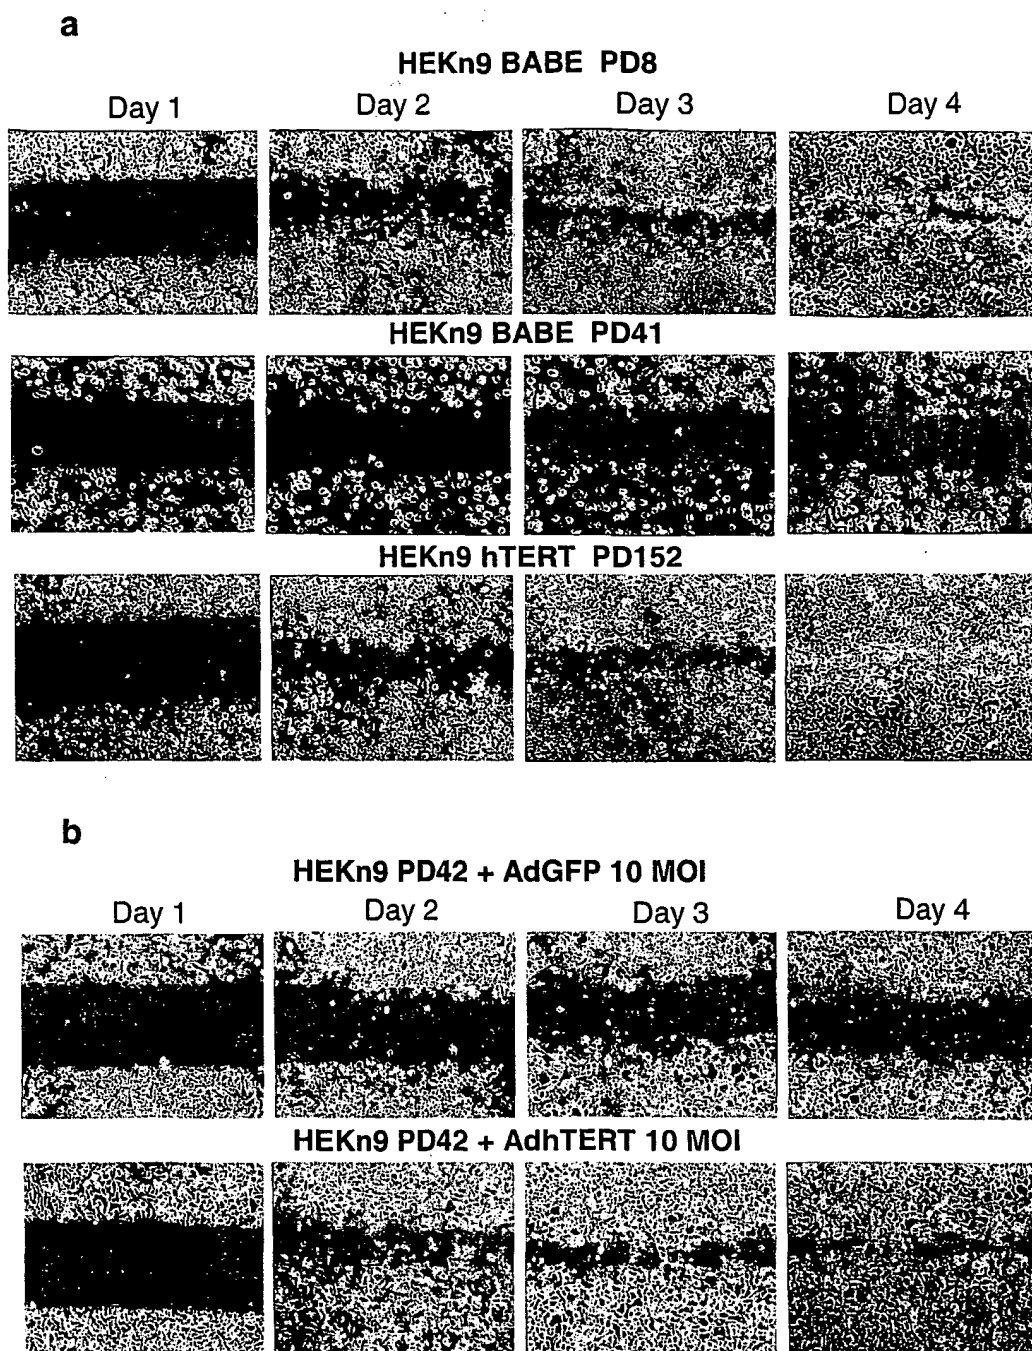 a
HEKn9 BABE PD8
Day 1 Day 2 Day 3 Day 4
HEKn9 BABE PD41
HEKn9 hTERT PD152
b
HEKn9 PD42 + AdGFP 10 MOI
Day 1 Day 2 Day 3 Day 4
HEKn9 PD42 + AdhTERT 10 MOI